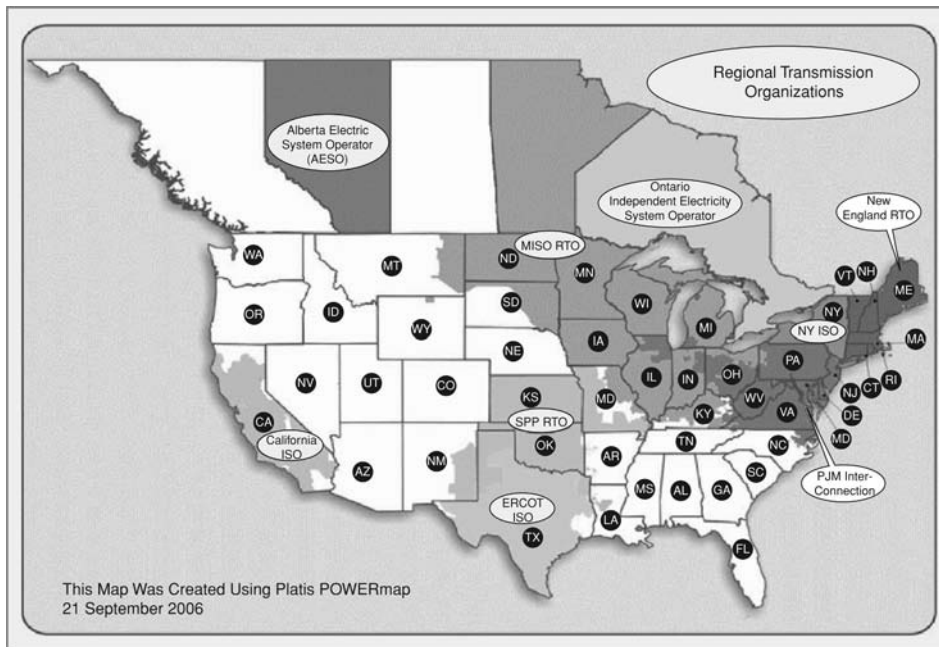 Regional Transmission
Organizations
Alberta Electric
System Operator
(AESO)
Ontario
Independent Electricity
System Operator
New
England RTO
MISO RTO
WA
MT
ND
MN
VT
NH
ME
OR
ID
SD
WI
MI
NY
NY ISO
WY
IA
PA
MA
NE
NV
UT
CO
IL
IN
OH
WV
NJ
CT
RI
KS
MD
KY
VA
DE
CA
California
ISO
SPP RTO
OK
TN
NC
MD
AZ
NM
AR
SC
PJM Inter-
Connection
MS
AL
GA
ERCOT
ISO
LA
TX
FL
This Map Was Created Using Platis POWERmap
21 September 2006